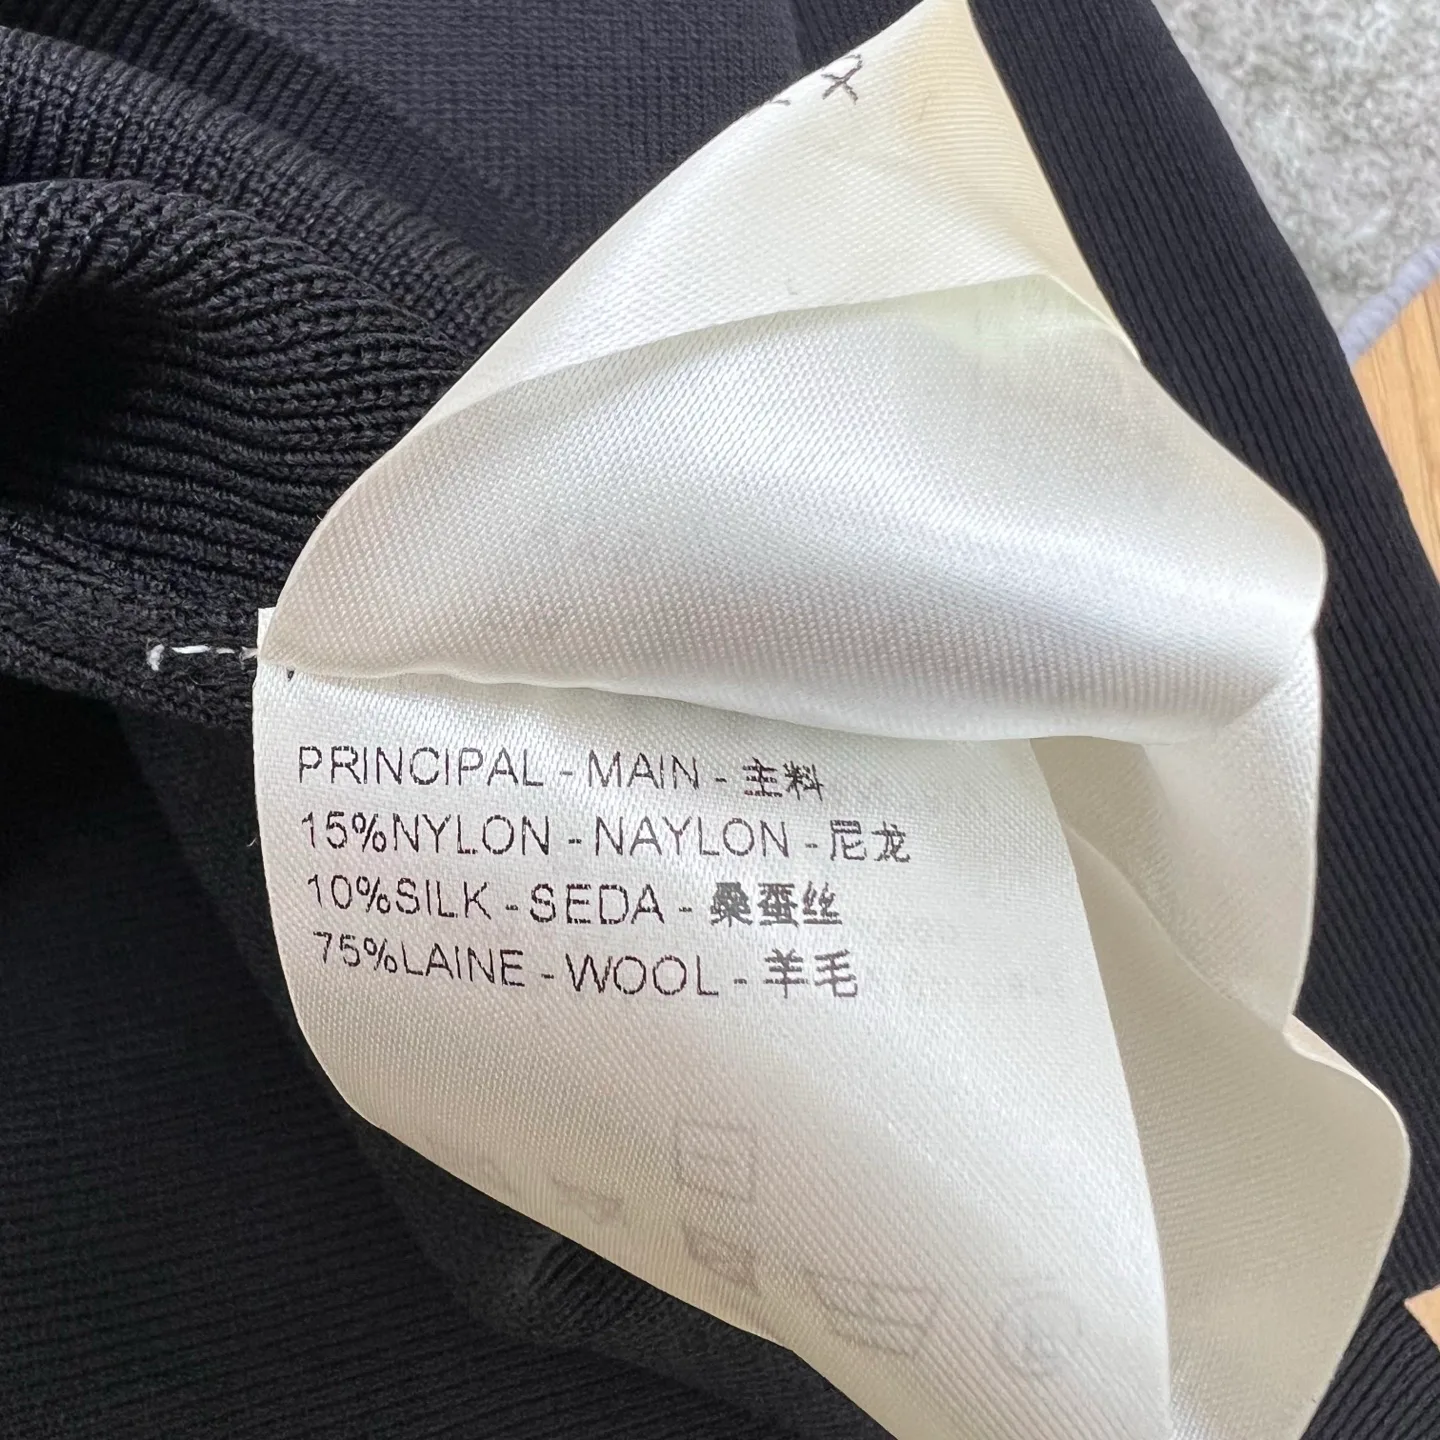 PRINCIPAL - MAIN - 主料
15%NYLON - NAYLON - 尼龙
10%SILK - SEDA - 桑蚕丝
75%LAINE - WOOL - 羊毛